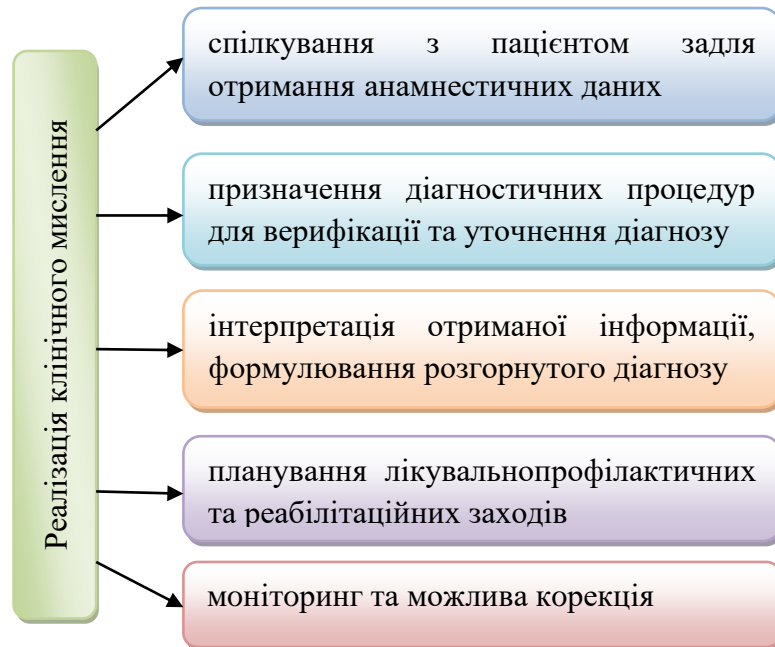 Реалізація клінічного мислення
спілкування з пацієнтом задля
отримання анамнестичних даних
призначення діагностичних процедур
для верифікації та уточнення діагнозу
інтерпретація отриманої інформації,
формулювання розгорнутого діагнозу
планування лікувальнопрофілактичних
та реабілітаційних заходів
моніторинг та можлива корекція